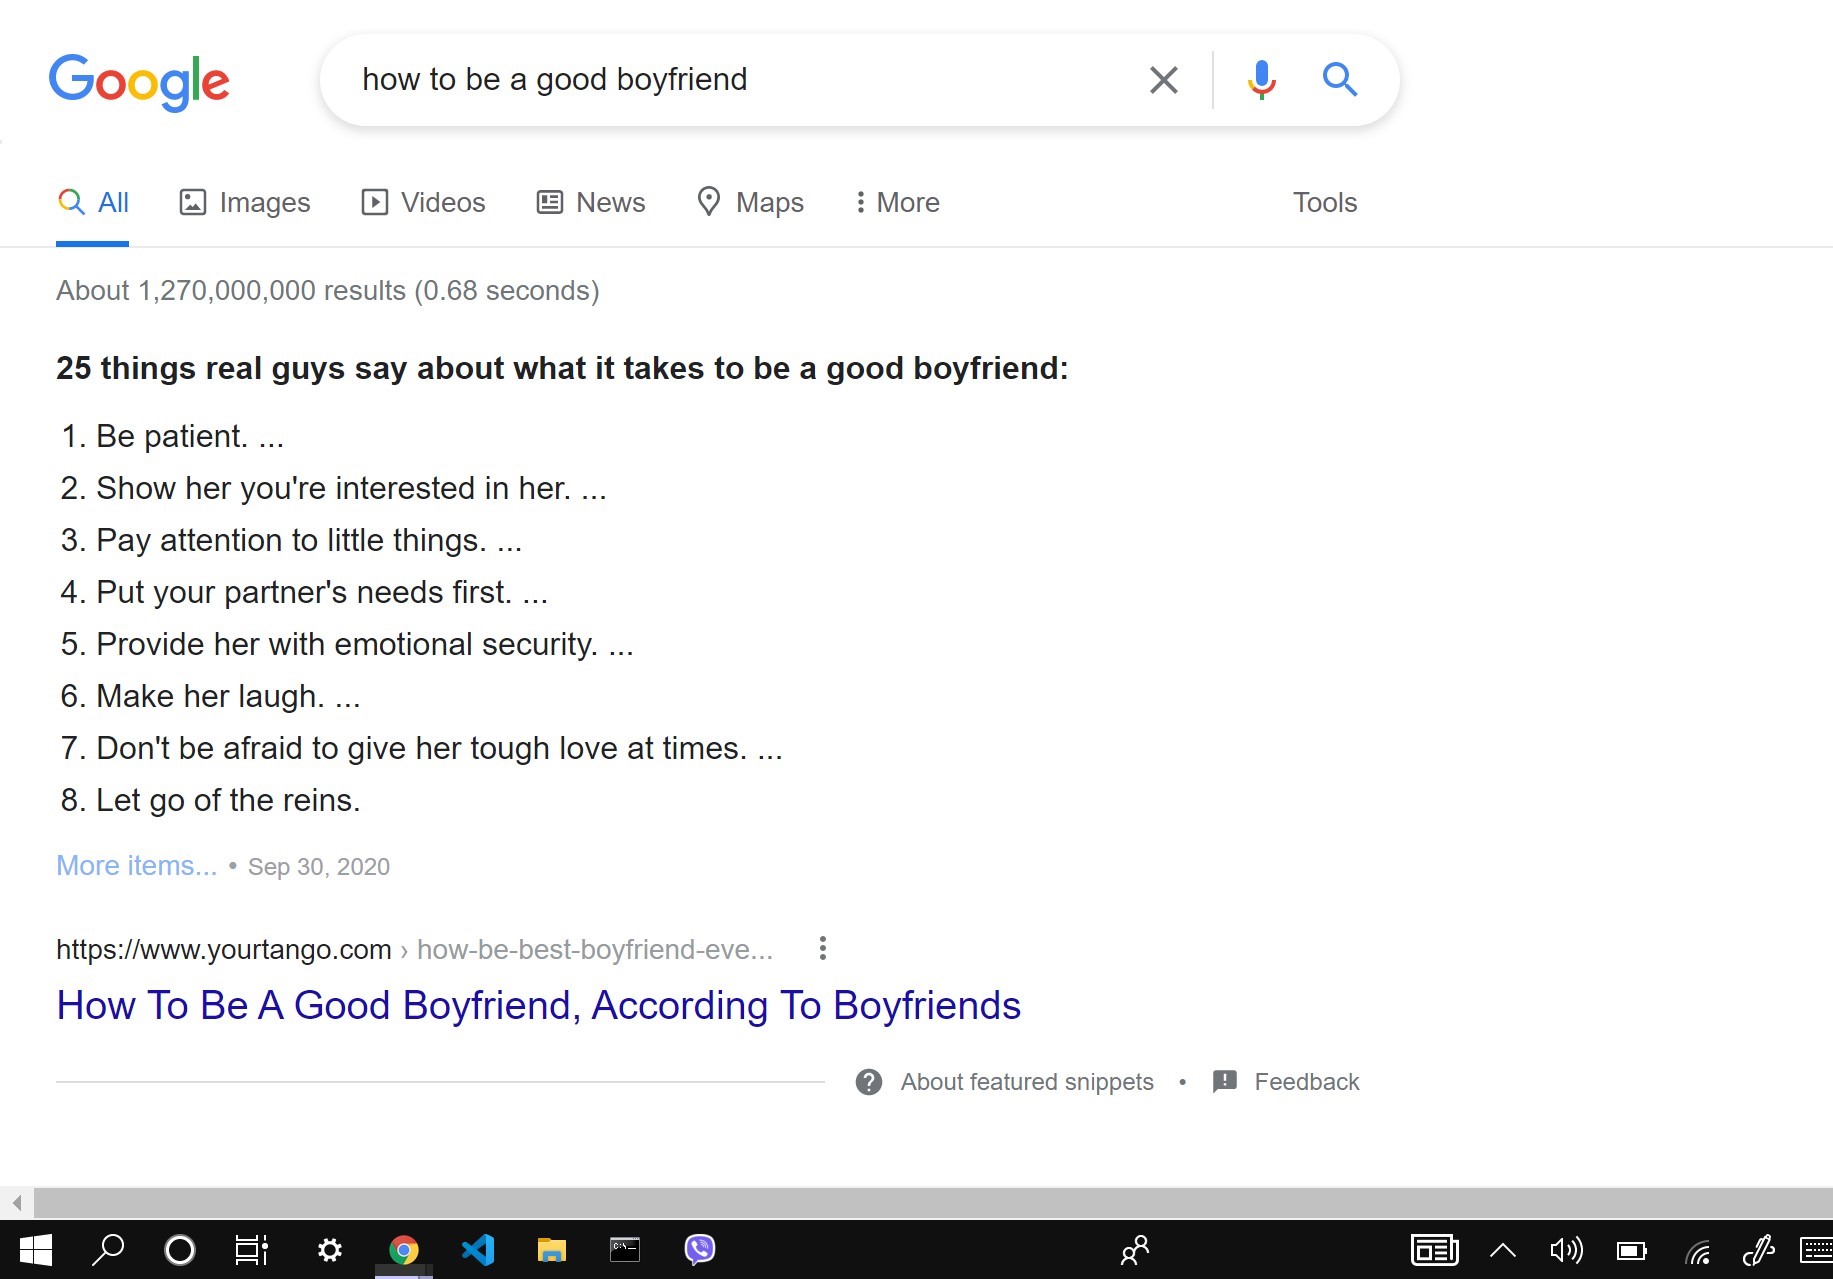 Google
how to be a good boyfriend
All Images Videos News Maps More Tools
About 1,270,000,000 results (0.68 seconds)
25 things real guys say about what it takes to be a good boyfriend:
1. Be patient. ...
2. Show her you're interested in her. ...
3. Pay attention to little things. ...
4. Put your partner's needs first. ...
5. Provide her with emotional security. ...
6. Make her laugh. ...
7. Don't be afraid to give her tough love at times. ...
8. Let go of the reins.
More items... • Sep 30, 2020
https://www.yourtango.com › how-be-best-boyfriend-eve...
How To Be A Good Boyfriend, According To Boyfriends
About featured snippets • Feedback